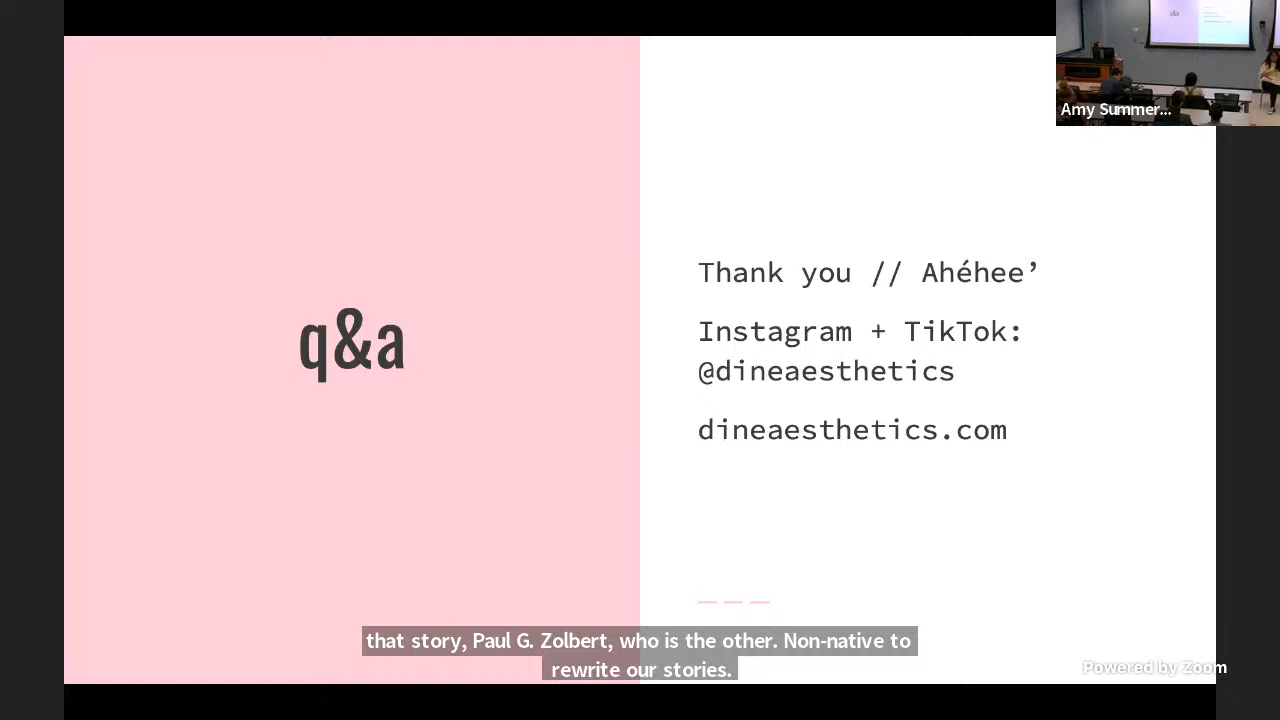 Amy Summer...
q&a
Thank you // Ahéhee’
Instagram + TikTok:
@dineaesthetics
dineaesthetics.com
that story, Paul G. Zolbert, who is the other. Non-native to
rewrite our stories.
Powered by Zoom